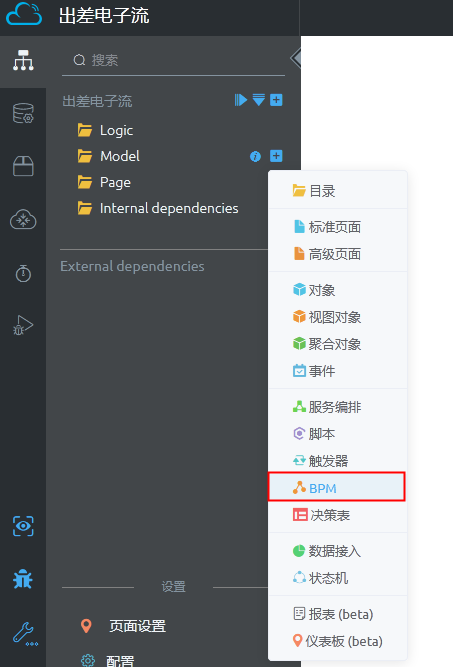 出差电子流
搜索
出差电子流
Logic
Model
Page
Internal dependencies
External dependencies
目录
标准页面
高级页面
对象
视图对象
聚合对象
事件
服务编排
脚本
触发器
BPM
决策表
数据接入
状态机
报表 (beta)
仪表板 (beta)
设置
页面设置
配置